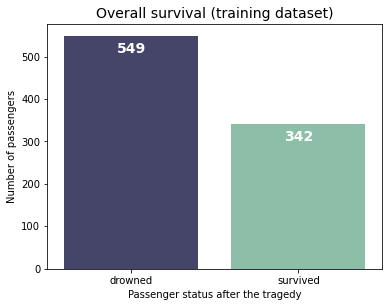 Overall survival (training dataset)
Number of passengers
500
400
300
200
100
0
549
342
drowned
survived
Passenger status after the tragedy